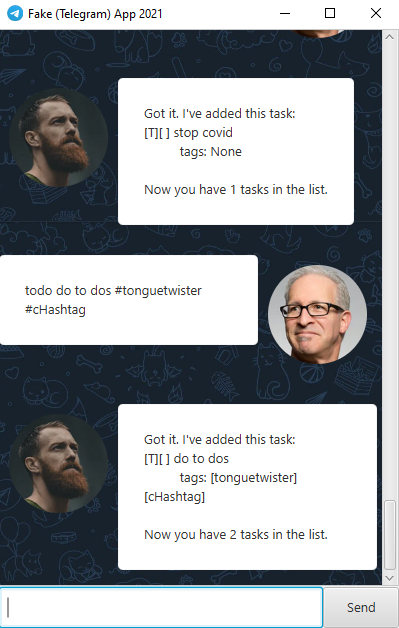 Fake (Telegram) App 2021
Got it. I've added this task:
[T][ ] stop covid
tags: None
Now you have 1 tasks in the list.
todo do to dos #tonguetwister
#cHashtag
Got it. I've added this task:
[T][ ] do to dos
tags: [tonguetwister]
[cHashtag]
Now you have 2 tasks in the list.
Send